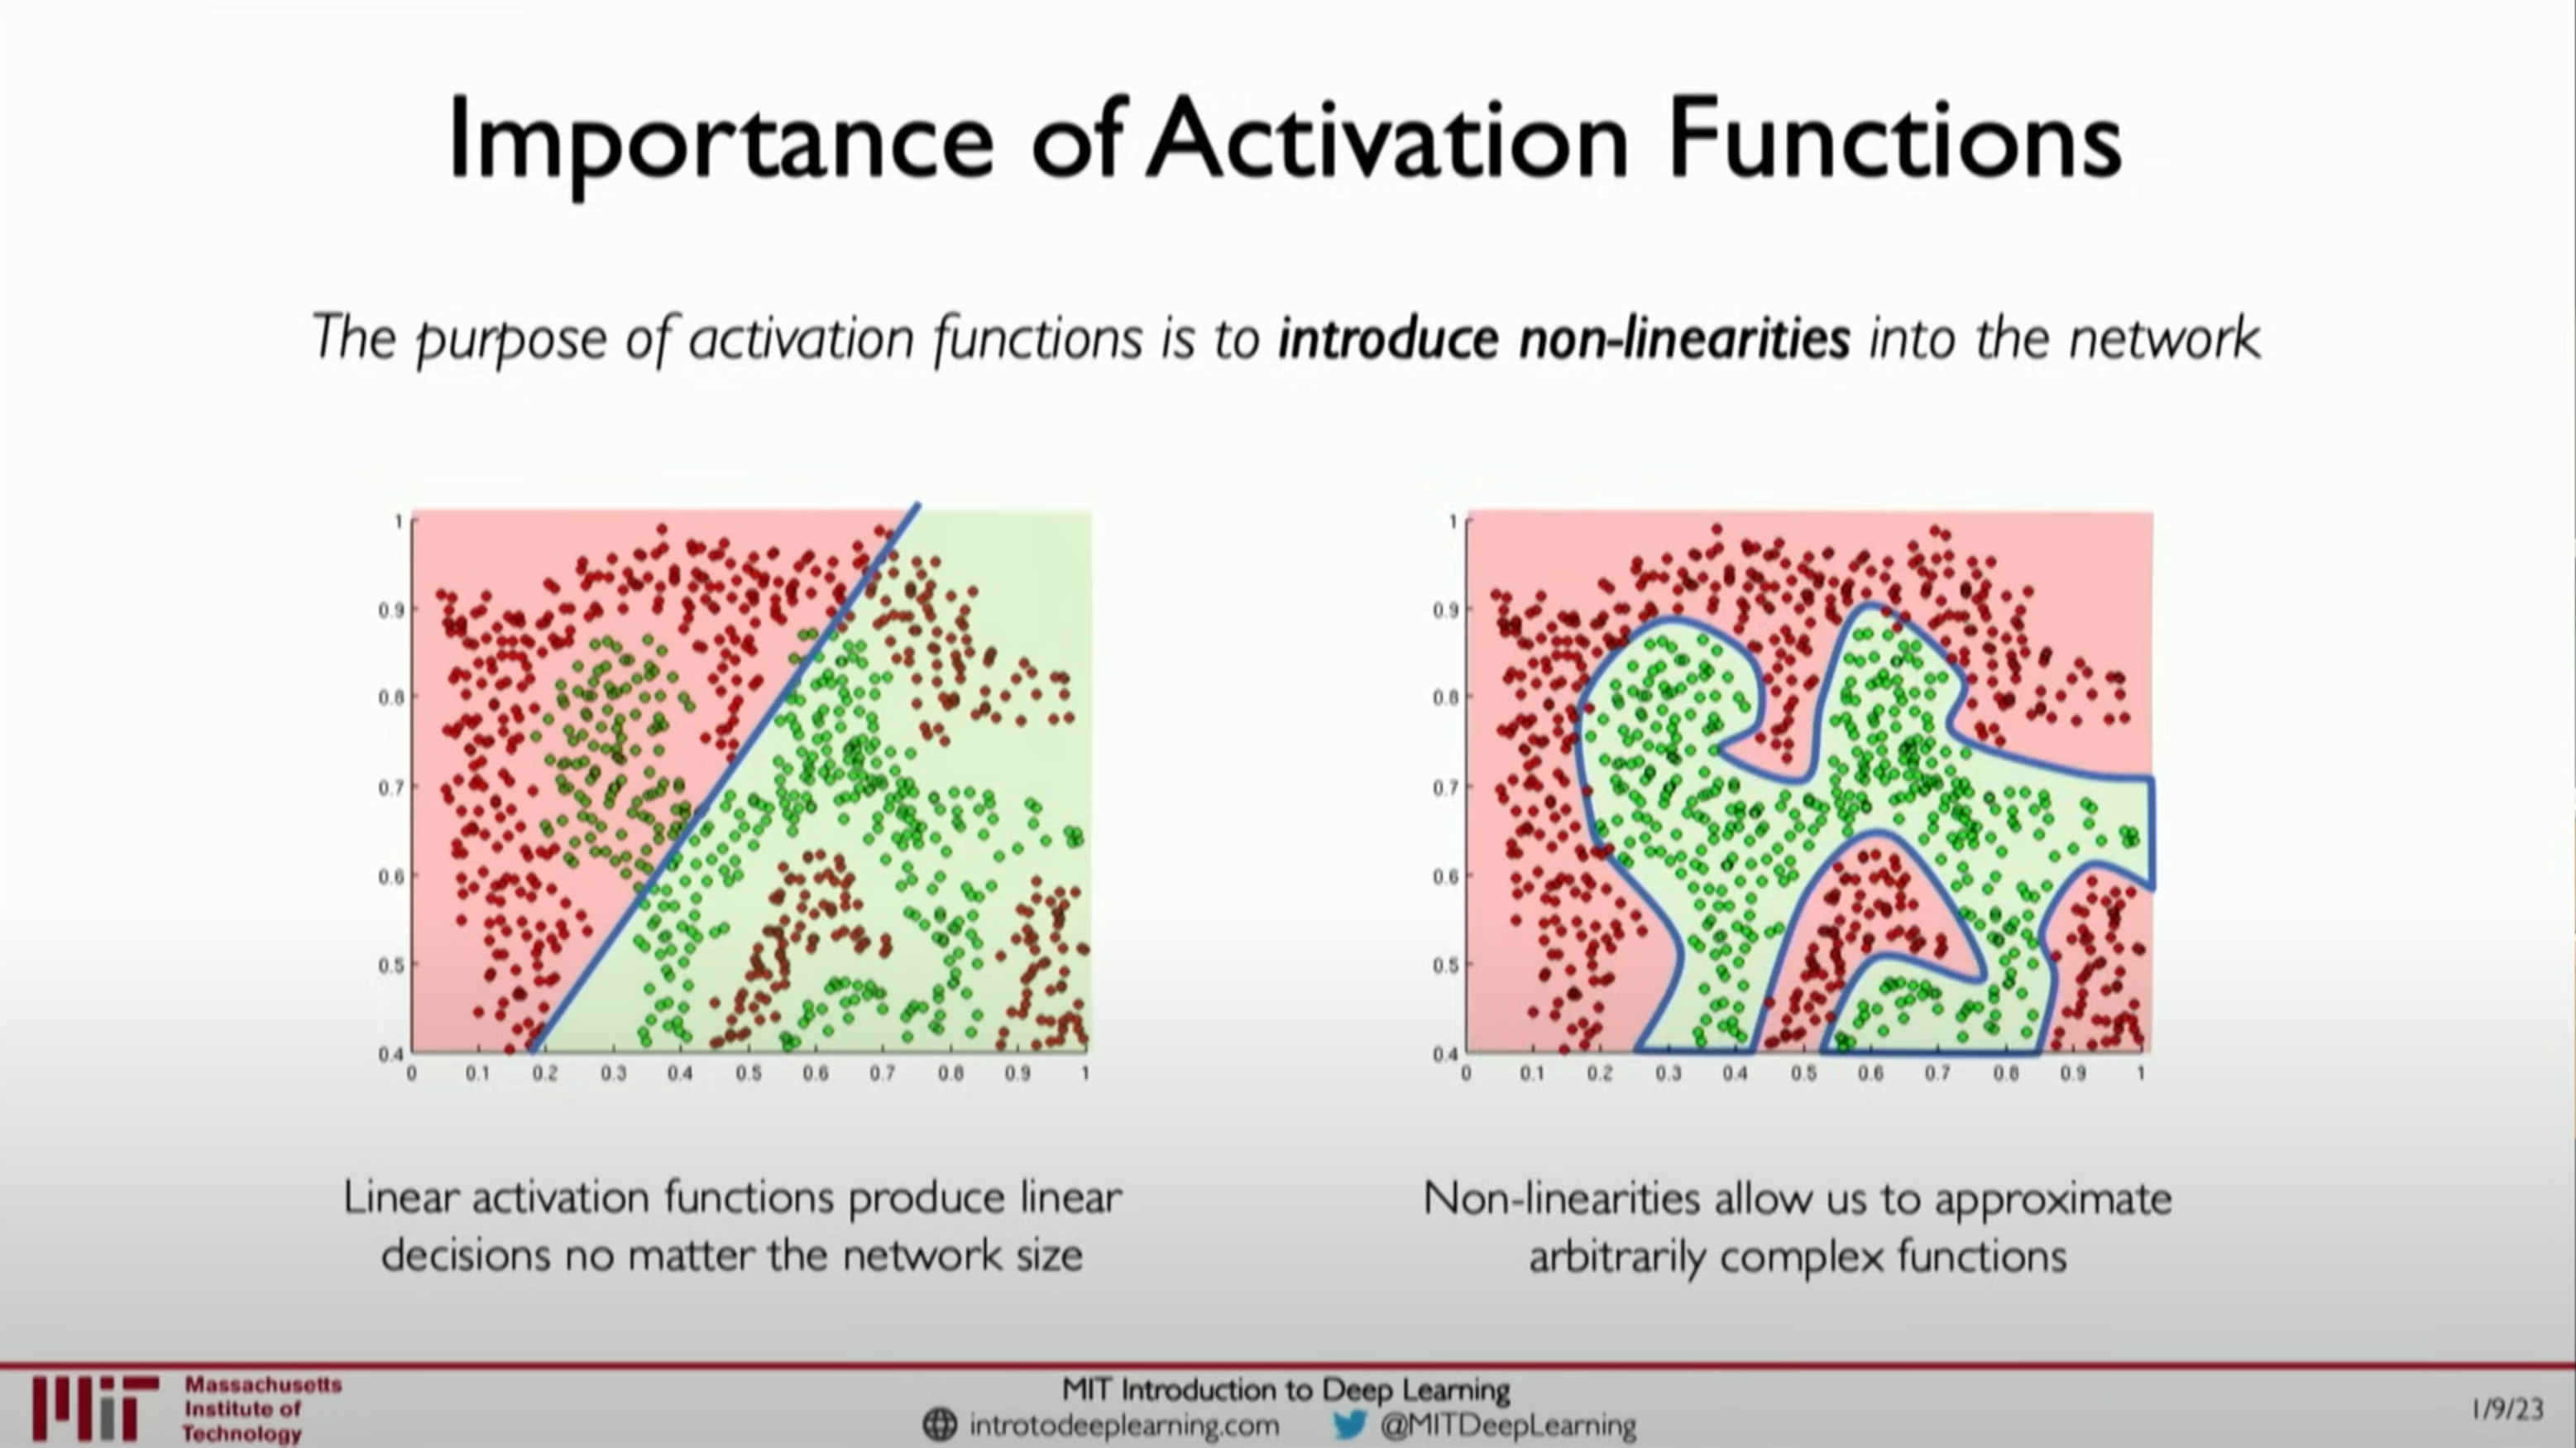 Importance of Activation Functions
The purpose of activation functions is to introduce non-linearities into the network
1
0.9
0.8
0.7
0.6
0.5
0.4
0 0.1 0.2 0.3 0.4 0.5 0.6 0.7 0.8 0.9 1
1
0.9
0.8
0.7
0.6
0.5
0.4
0 0.1 0.2 0.3 0.4 0.5 0.6 0.7 0.8 0.9 1
Linear activation functions produce linear
decisions no matter the network size
Non-linearities allow us to approximate
arbitrarily complex functions
Massachusetts
Institute of
Technology
MIT Introduction to Deep Learning
introtodeeplearning.com @MITDeepLearning
1/9/23